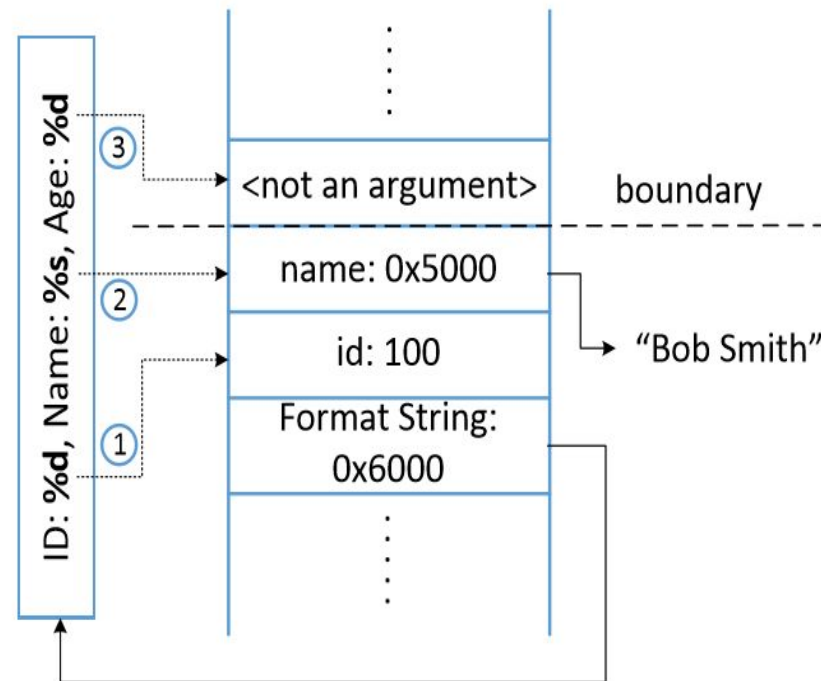 ID: %d, Name: %s, Age: %d
3
<not an argument>
boundary
2
name: 0x5000
id: 100
“Bob Smith”
1
Format String:
0x6000